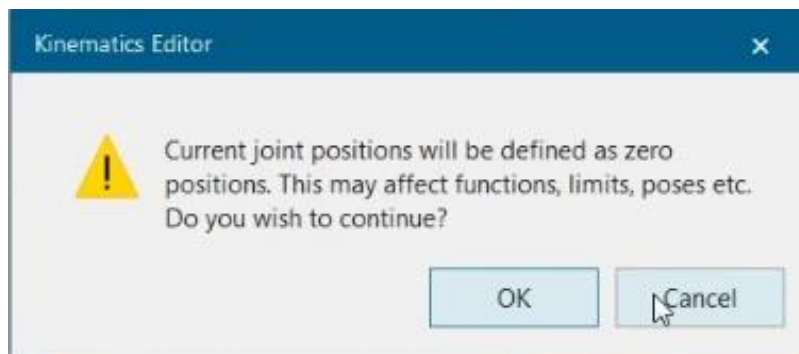 Kinematics Editor
Current joint positions will be defined as zero
positions. This may affect functions, limits, poses etc.
Do you wish to continue?
OK
Cancel